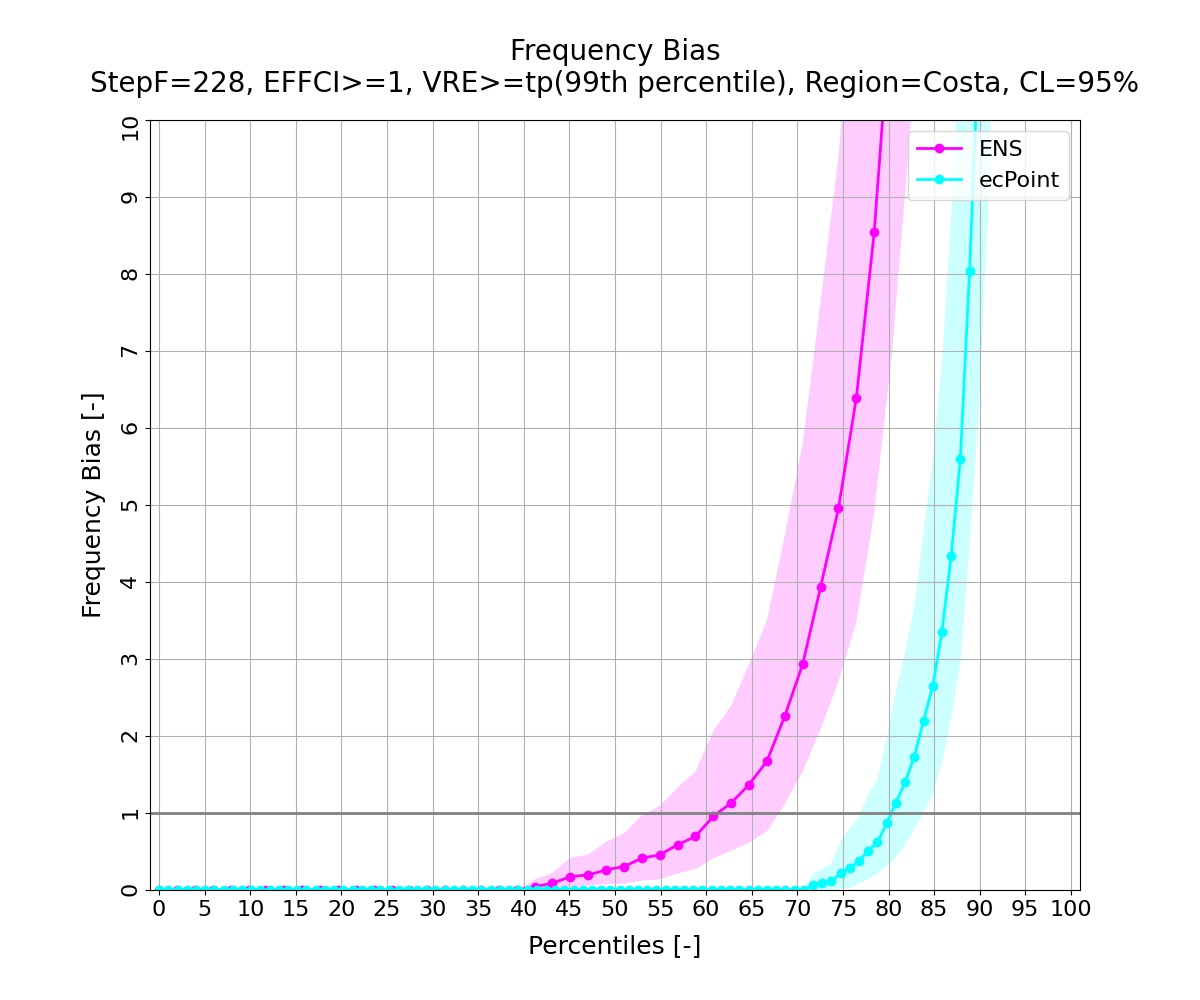 Frequency Bias
StepF=228, EFFCI>=1, VRE>=tp(99th percentile), Region=Costa, CL=95%
ENS
ecPoint
Frequency Bias [-]
10
9
8
7
6
5
4
3
2
1
0
0 5 10 15 20 25 30 35 40 45 50 55 60 65 70 75 80 85 90 95 100
Percentiles [-]